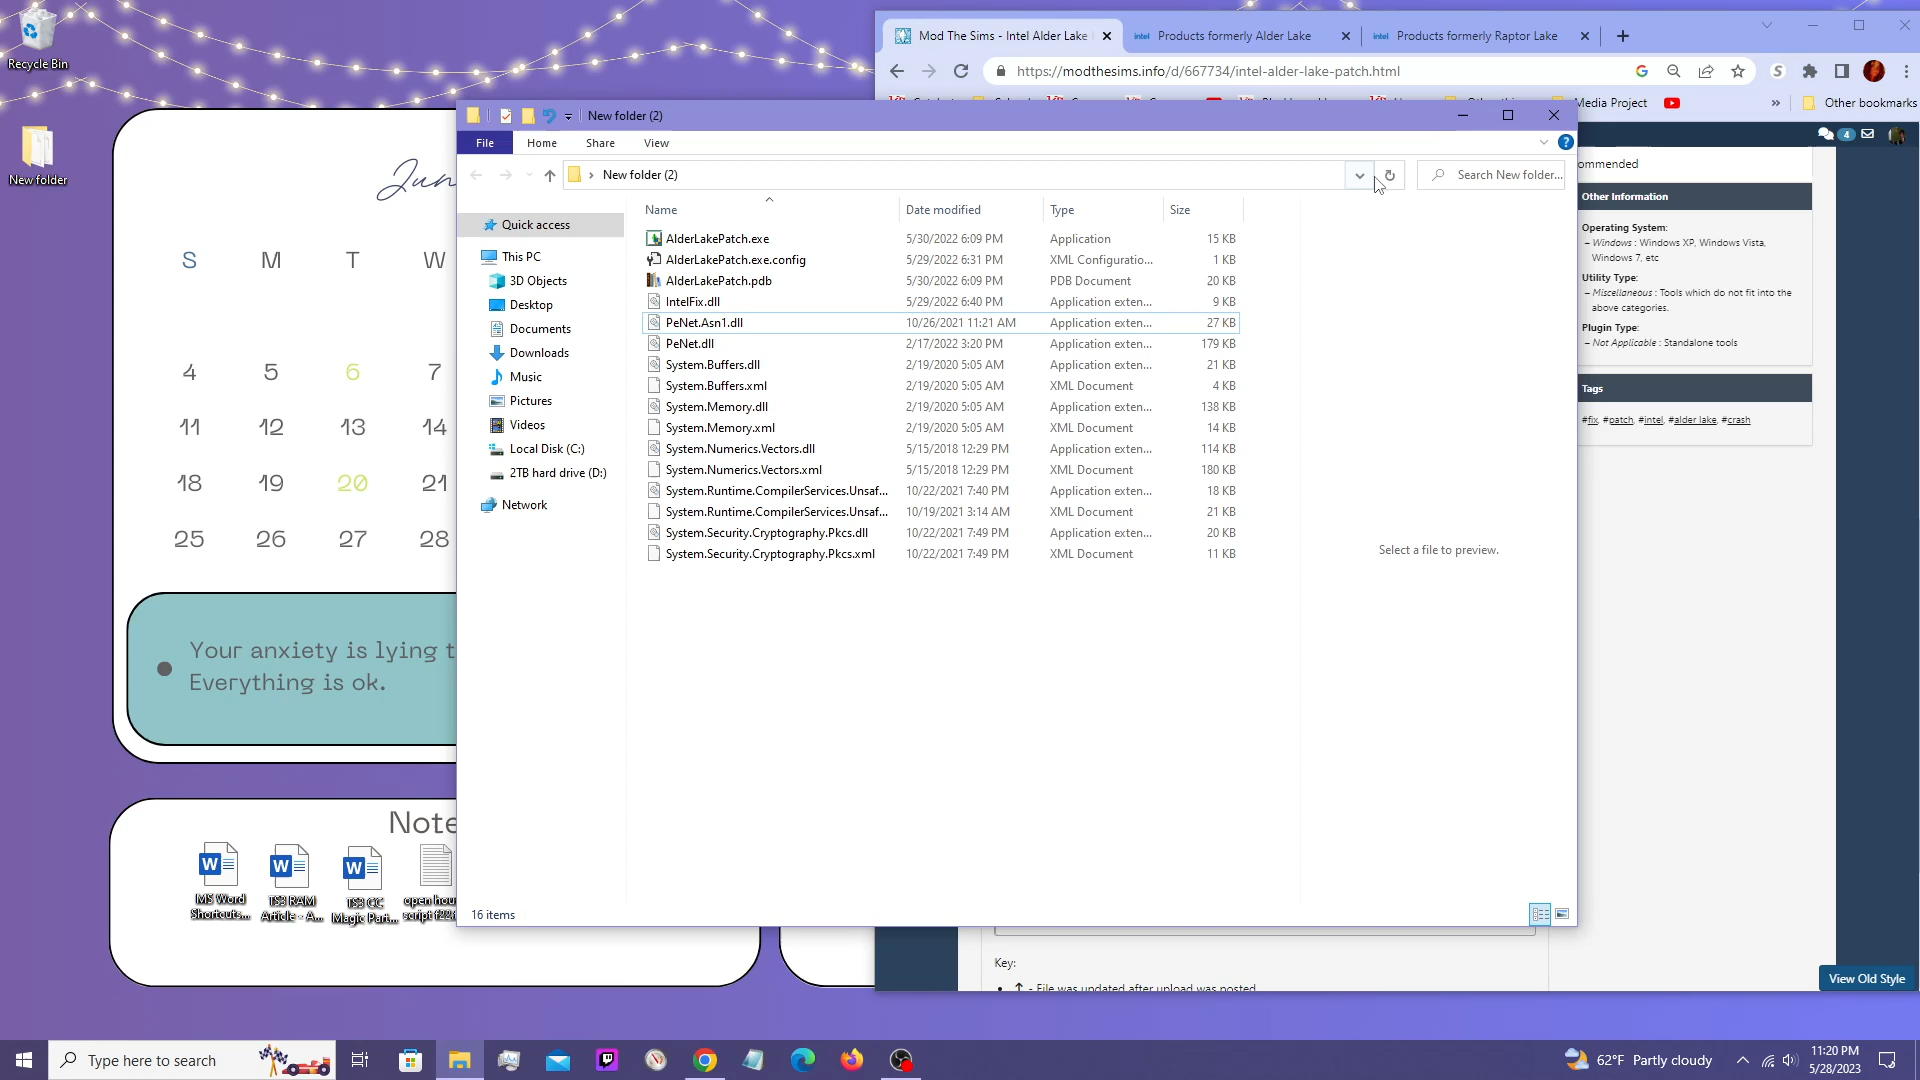 Recycle Bin
New folder
Jun
S M T W
4 5 6 7
11 12 13 14
18 19 20 21
25 26 27 28
Your anxiety is lying t
Everything is ok.
Note
MS Word
Shortcuts...
TS3 RAM
Article - A...
TS3 CC
Magic Part...
open hou
script f22f
Mod The Sims - Intel Alder Lake
intel Products formerly Alder Lake
intel Products formerly Raptor Lake
https://modthesims.info/d/667734/intel-alder-lake-patch.html
Media Project
» Other bookmarks
New folder (2)
File Home Share View
New folder (2)
Search New folder...
Quick access
This PC
3D Objects
Desktop
Documents
Downloads
Music
Pictures
Videos
Local Disk (C:)
2TB hard drive (D:)
Network
Name Date modified Type Size
AlderLakePatch.exe 5/30/2022 6:09 PM Application 15 KB
AlderLakePatch.exe.config 5/29/2022 6:31 PM XML Configuratio... 1 KB
AlderLakePatch.pdb 5/30/2022 6:09 PM PDB Document 20 KB
IntelFix.dll 5/29/2022 6:40 PM Application exten... 9 KB
PeNet.Asn1.dll 10/26/2021 11:21 AM Application exten... 27 KB
PeNet.dll 2/17/2022 3:20 PM Application exten... 179 KB
System.Buffers.dll 2/19/2020 5:05 AM Application exten... 21 KB
System.Buffers.xml 2/19/2020 5:05 AM XML Document 4 KB
System.Memory.dll 2/19/2020 5:05 AM Application exten... 138 KB
System.Memory.xml 2/19/2020 5:05 AM XML Document 14 KB
System.Numerics.Vectors.dll 5/15/2018 12:29 PM Application exten... 114 KB
System.Numerics.Vectors.xml 5/15/2018 12:29 PM XML Document 180 KB
System.Runtime.CompilerServices.Unsaf... 10/22/2021 7:40 PM Application exten... 18 KB
System.Runtime.CompilerServices.Unsaf... 10/19/2021 3:14 AM XML Document 21 KB
System.Security.Cryptography.Pkcs.dll 10/22/2021 7:49 PM Application exten... 20 KB
System.Security.Cryptography.Pkcs.xml 10/22/2021 7:49 PM XML Document 11 KB
Select a file to preview.
16 items
4
ommended
Other Information
Operating System:
– Windows : Windows XP, Windows Vista,
Windows 7, etc
Utility Type:
– Miscellaneous : Tools which do not fit into the
above categories.
Plugin Type:
– Not Applicable : Standalone tools
Tags
#fix, #patch, #intel, #alder lake, #crash
Key:
• ↑ - File was updated after upload was posted
View Old Style
Type here to search
62°F Partly cloudy
11:20 PM
5/28/2023